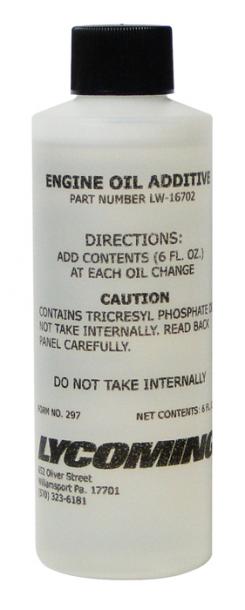 ENGINE OIL ADDITIVE
PART NUMBER LW-16702
DIRECTIONS:
ADD CONTENTS (6 FL. OZ.)
AT EACH OIL CHANGE
CAUTION
CONTAINS TRICRESYL PHOSPHATE
NOT TAKE INTERNALLY. READ BACK
PANEL CAREFULLY.
DO NOT TAKE INTERNALLY
FORM NO. 297 NET CONTENTS: 6
LYCOMING
652 Oliver Street
Williamsport Pa. 17701
(570) 323-6181